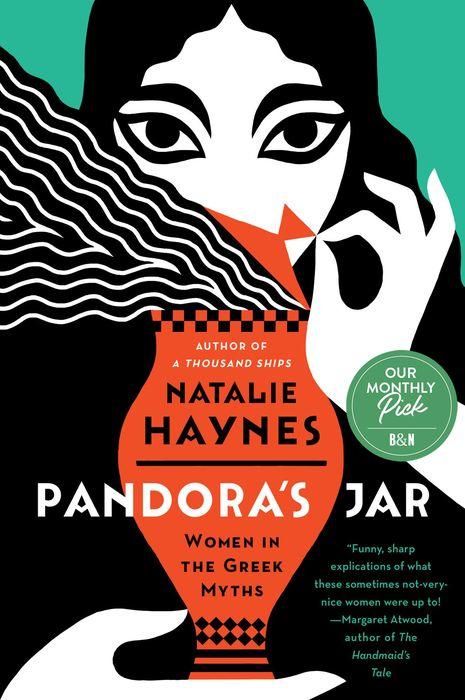 AUTHOR OF
A THOUSAND SHIPS
NATALIE
HAYNES
OUR
MONTHLY
Pick
B&N
PANDORA'S JAR
WOMEN IN
THE GREEK
MYTHS
"Funny, sharp
explications of what
these sometimes not-very-
nice women were up to!
—Margaret Atwood,
author of The
Handmaid's
Tale